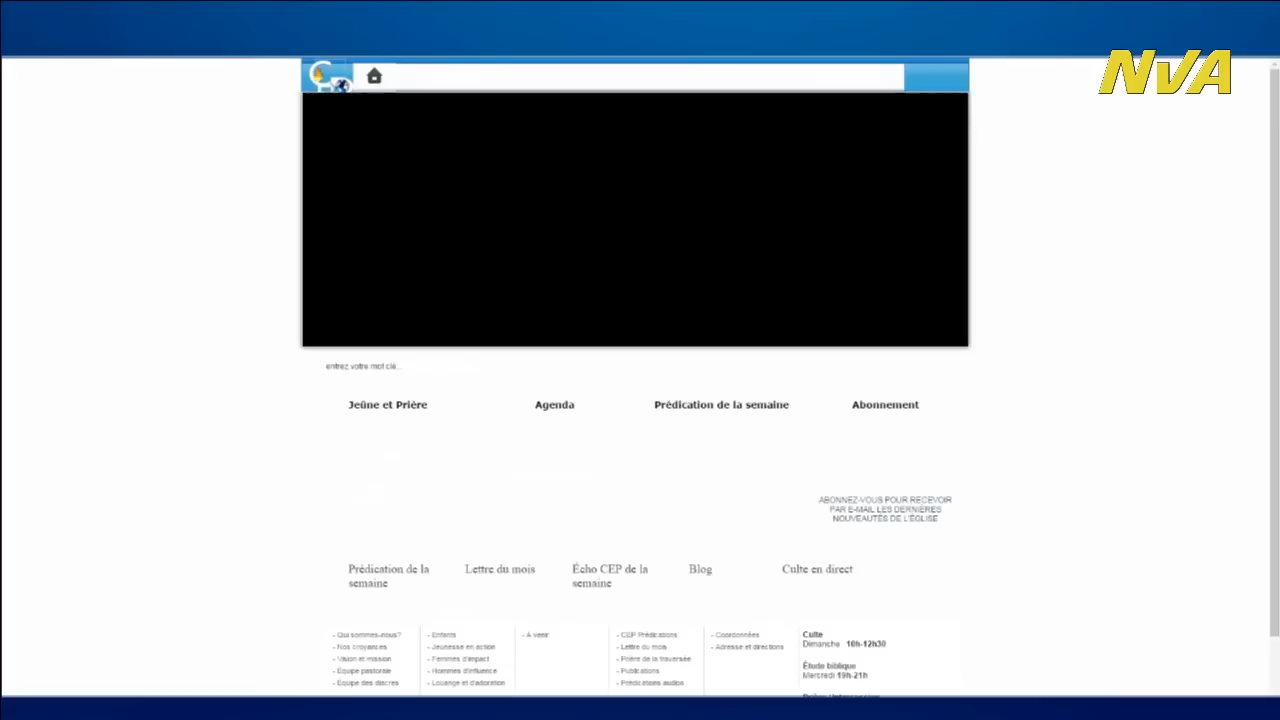 NVA
entrez votre mot clé...
Jeûne et Prière
Agenda
Prédication de la semaine
Abonnement
ABONNEZ-VOUS POUR RECEVOIR
PAR E-MAIL LES DERNIÈRES
NOUVEAUTÉS DE L'ÉGLISE
Prédication de la
semaine
Lettre du mois
Écho CEP de la
semaine
Blog
Culte en direct
- Qui sommes-nous?
- Nos croyances
- Vision et mission
- Équipe pastorale
- Équipe des diacres
- Enfants
- Jeunesse en action
- Femmes d'impact
- Hommes d'influence
- Louange et d'adoration
- À venir
- CEP Prédications
- Lettre du mois
- Prière de la traversée
- Publications
- Prédications audios
- Coordonnées
- Adresse et directions
Culte
Dimanche 10h-12h30
Étude biblique
Mercredi 19h-21h